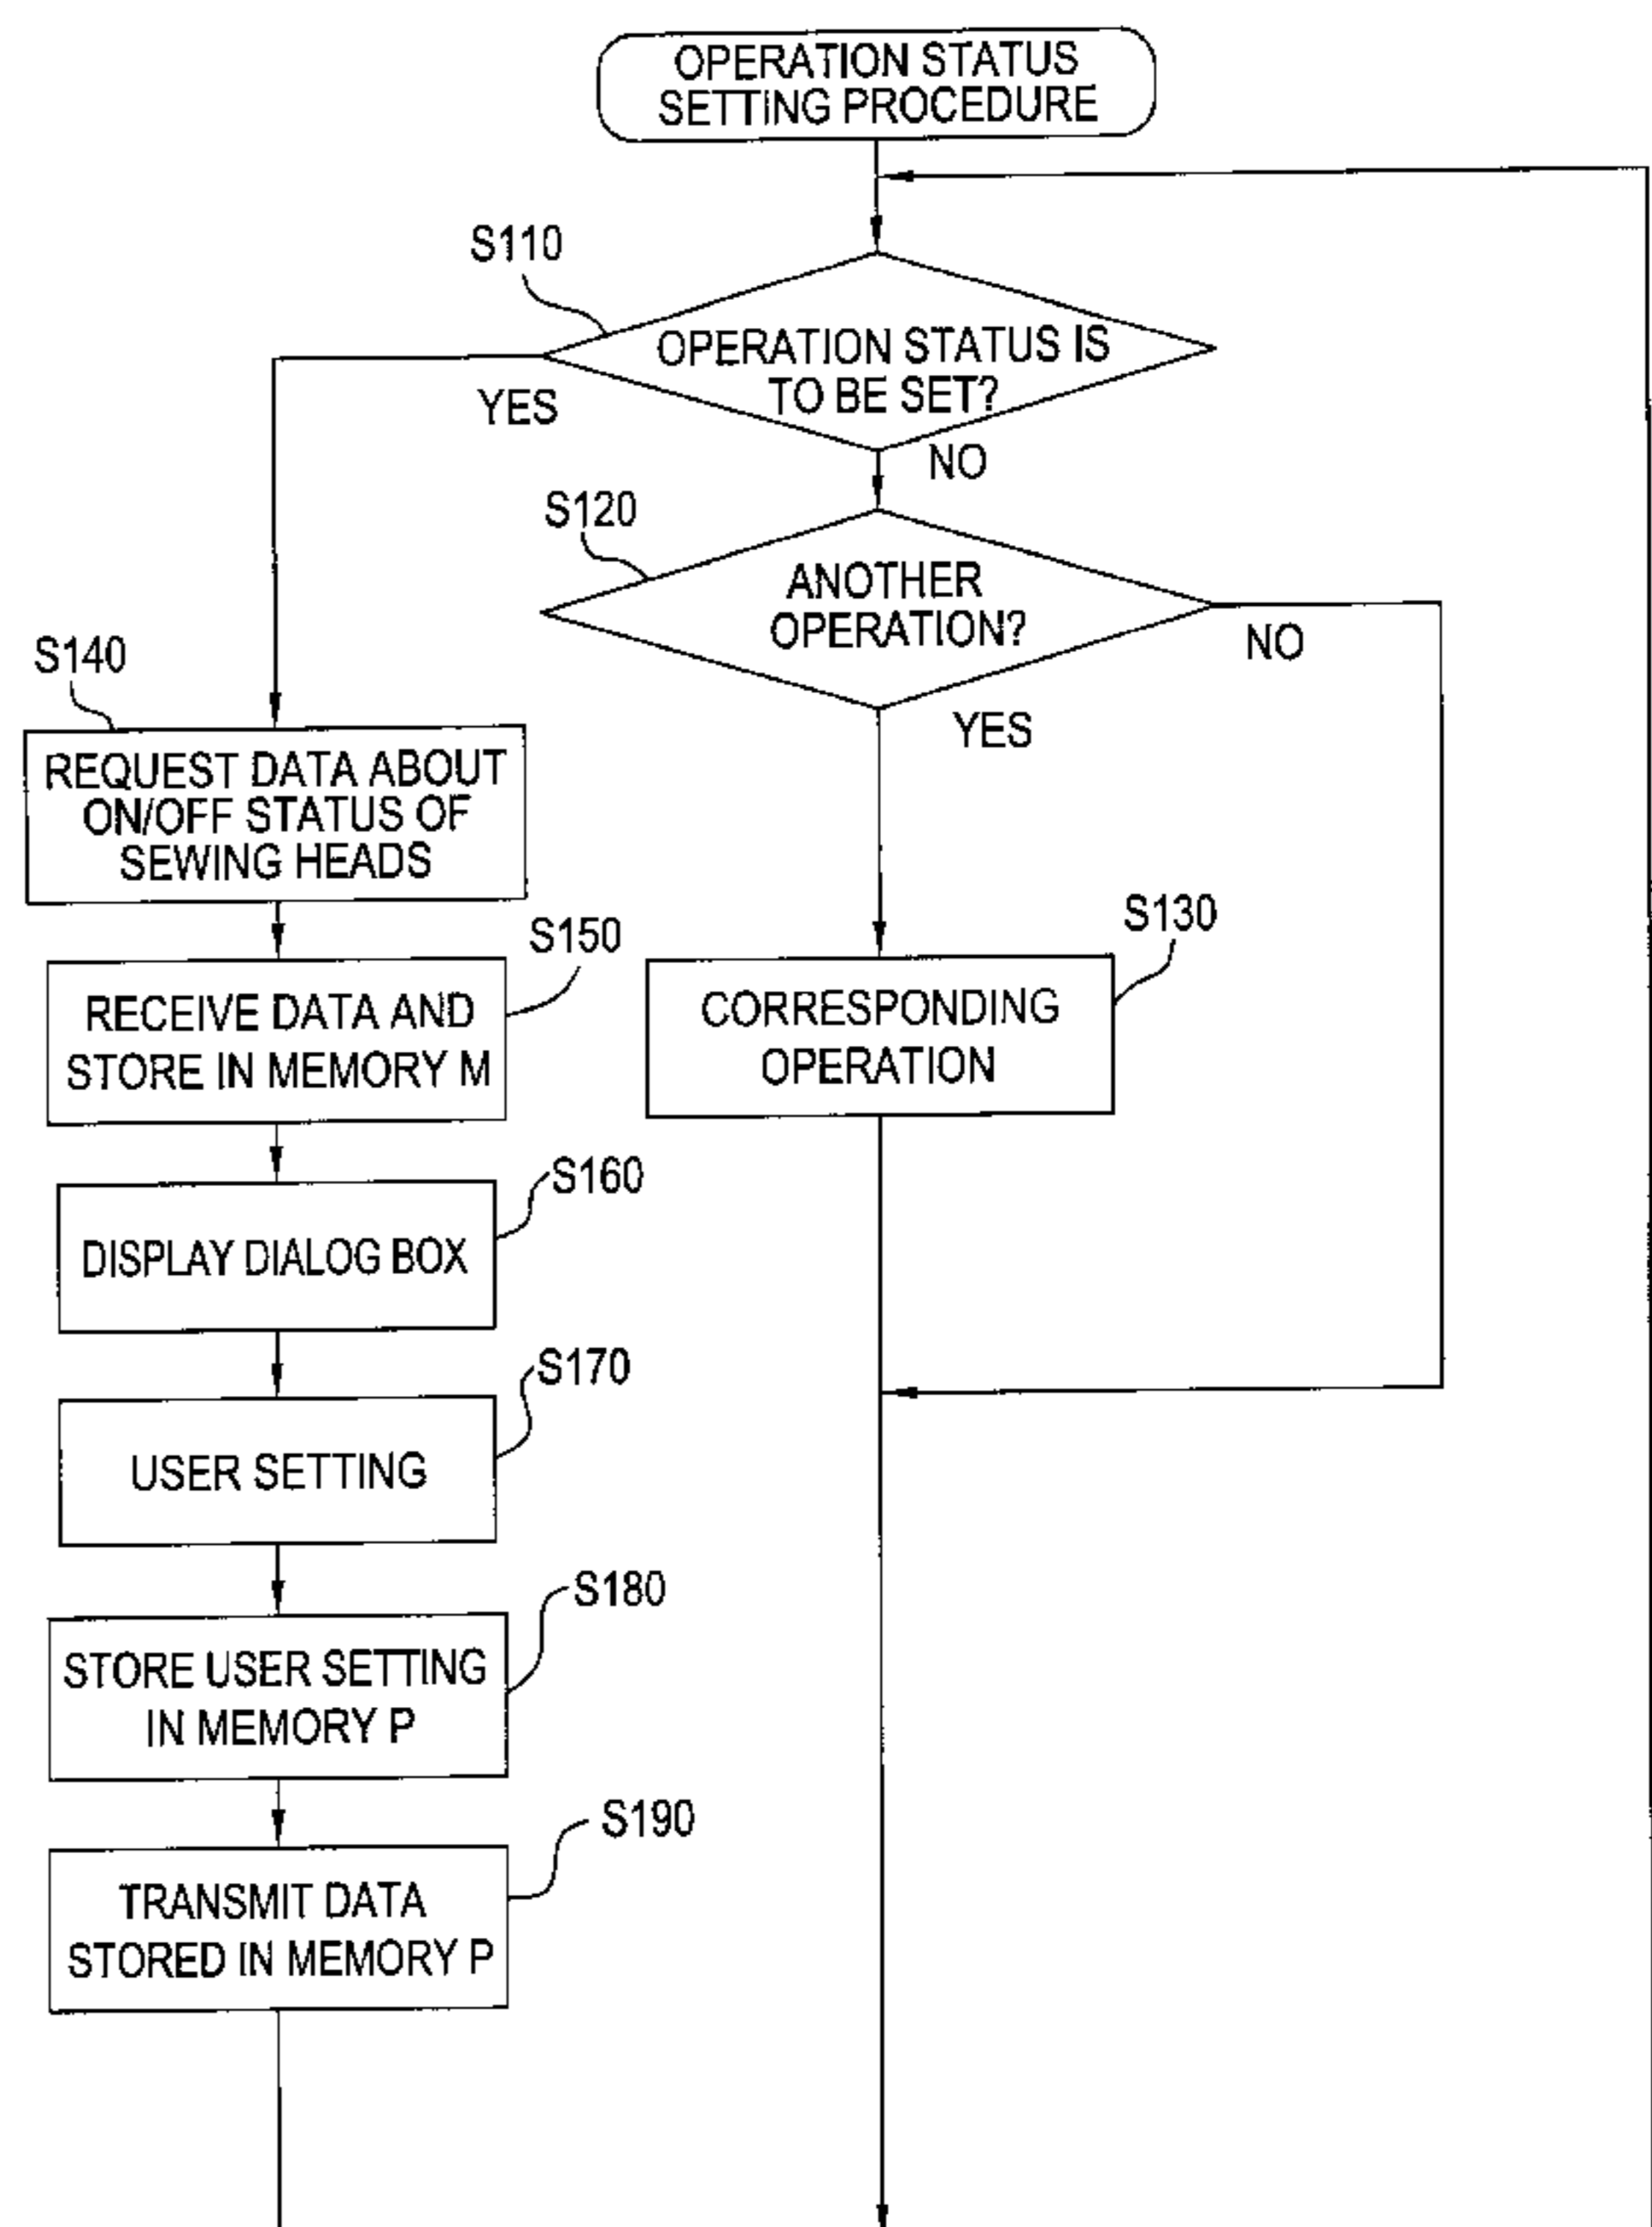 OPERATION STATUS
SETTING PROCEDURE
S110
OPERATION STATUS IS
TO BE SET?
YES
NO
S120
ANOTHER
OPERATION?
NO
YES
S140
REQUEST DATA ABOUT
ON/OFF STATUS OF
SEWING HEADS
S130
CORRESPONDING
OPERATION
S150
RECEIVE DATA AND
STORE IN MEMORY M
S160
DISPLAY DIALOG BOX
S170
USER SETTING
S180
STORE USER SETTING
IN MEMORY P
S190
TRANSMIT DATA
STORED IN MEMORY P